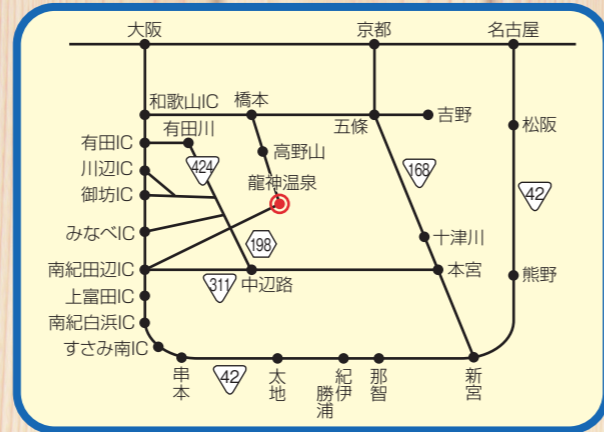 大阪
京都
名古屋
和歌山IC
橋本
五條
吉野
松阪
有田IC
有田川
高野山
川辺IC
424
168
龍神温泉
御坊IC
42
みなべIC
198
十津川
南紀田辺IC
311
中辺路
本宮
熊野
上富田IC
南紀白浜IC
すさみ南IC
串本
42
太地
紀伊
勝浦
那智
新宮